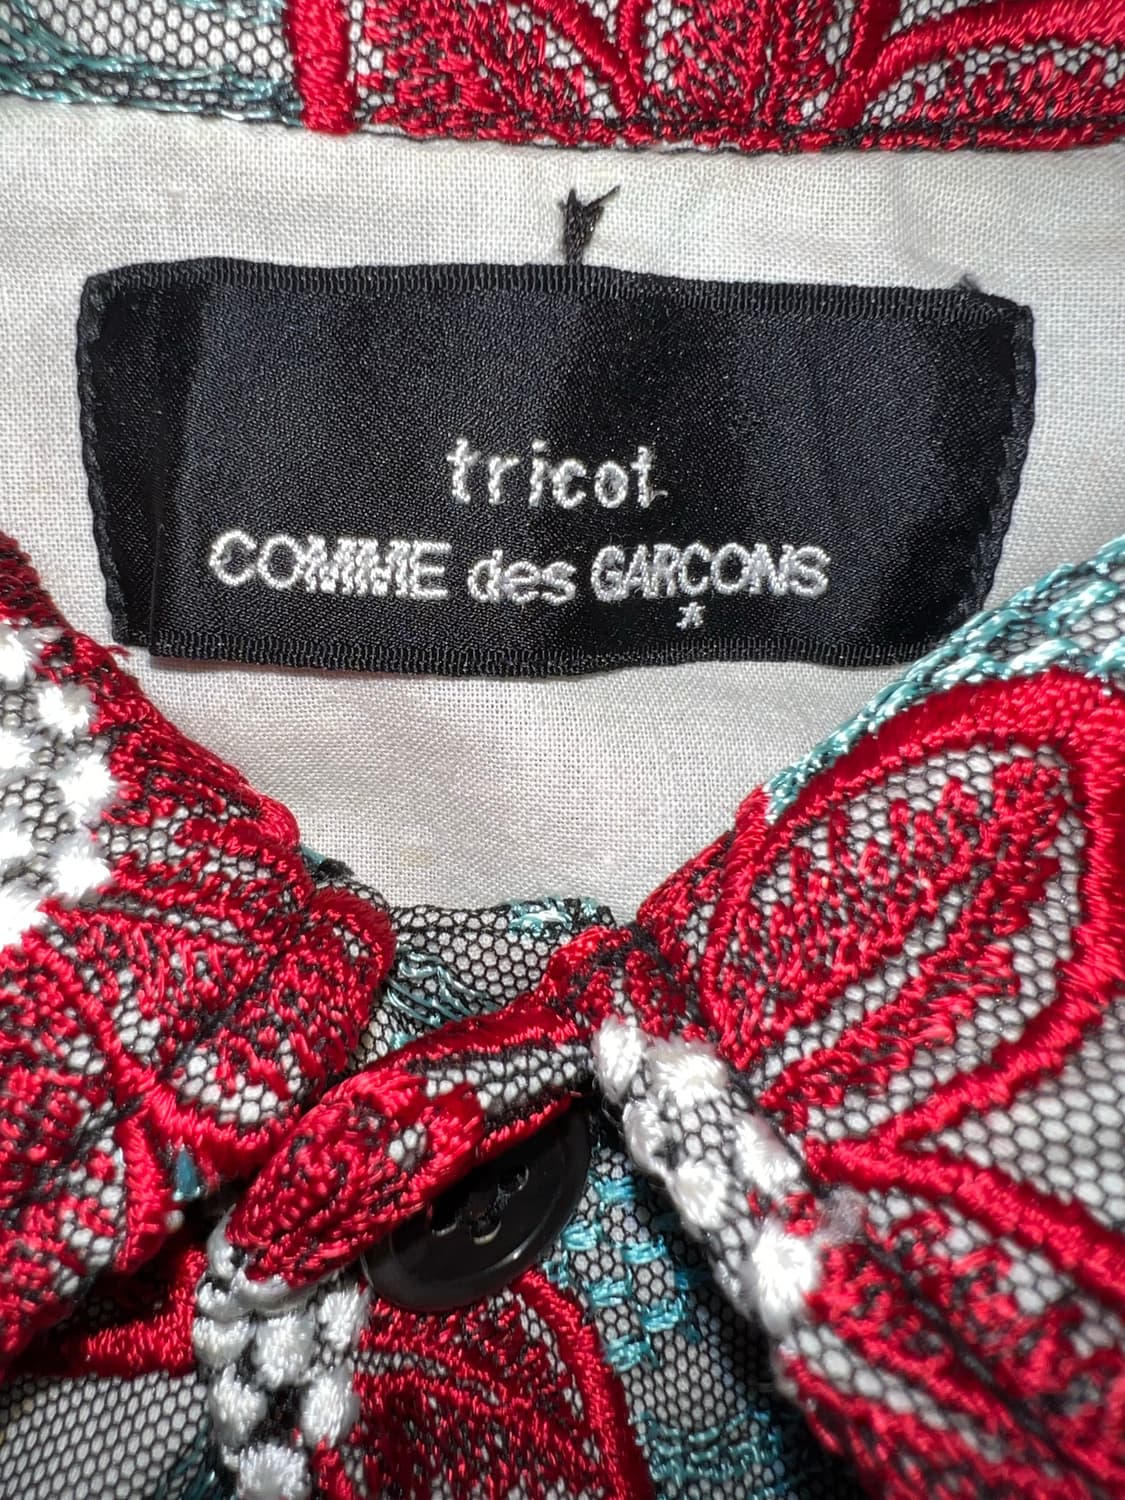 tricot
COMME des GARCONS
*